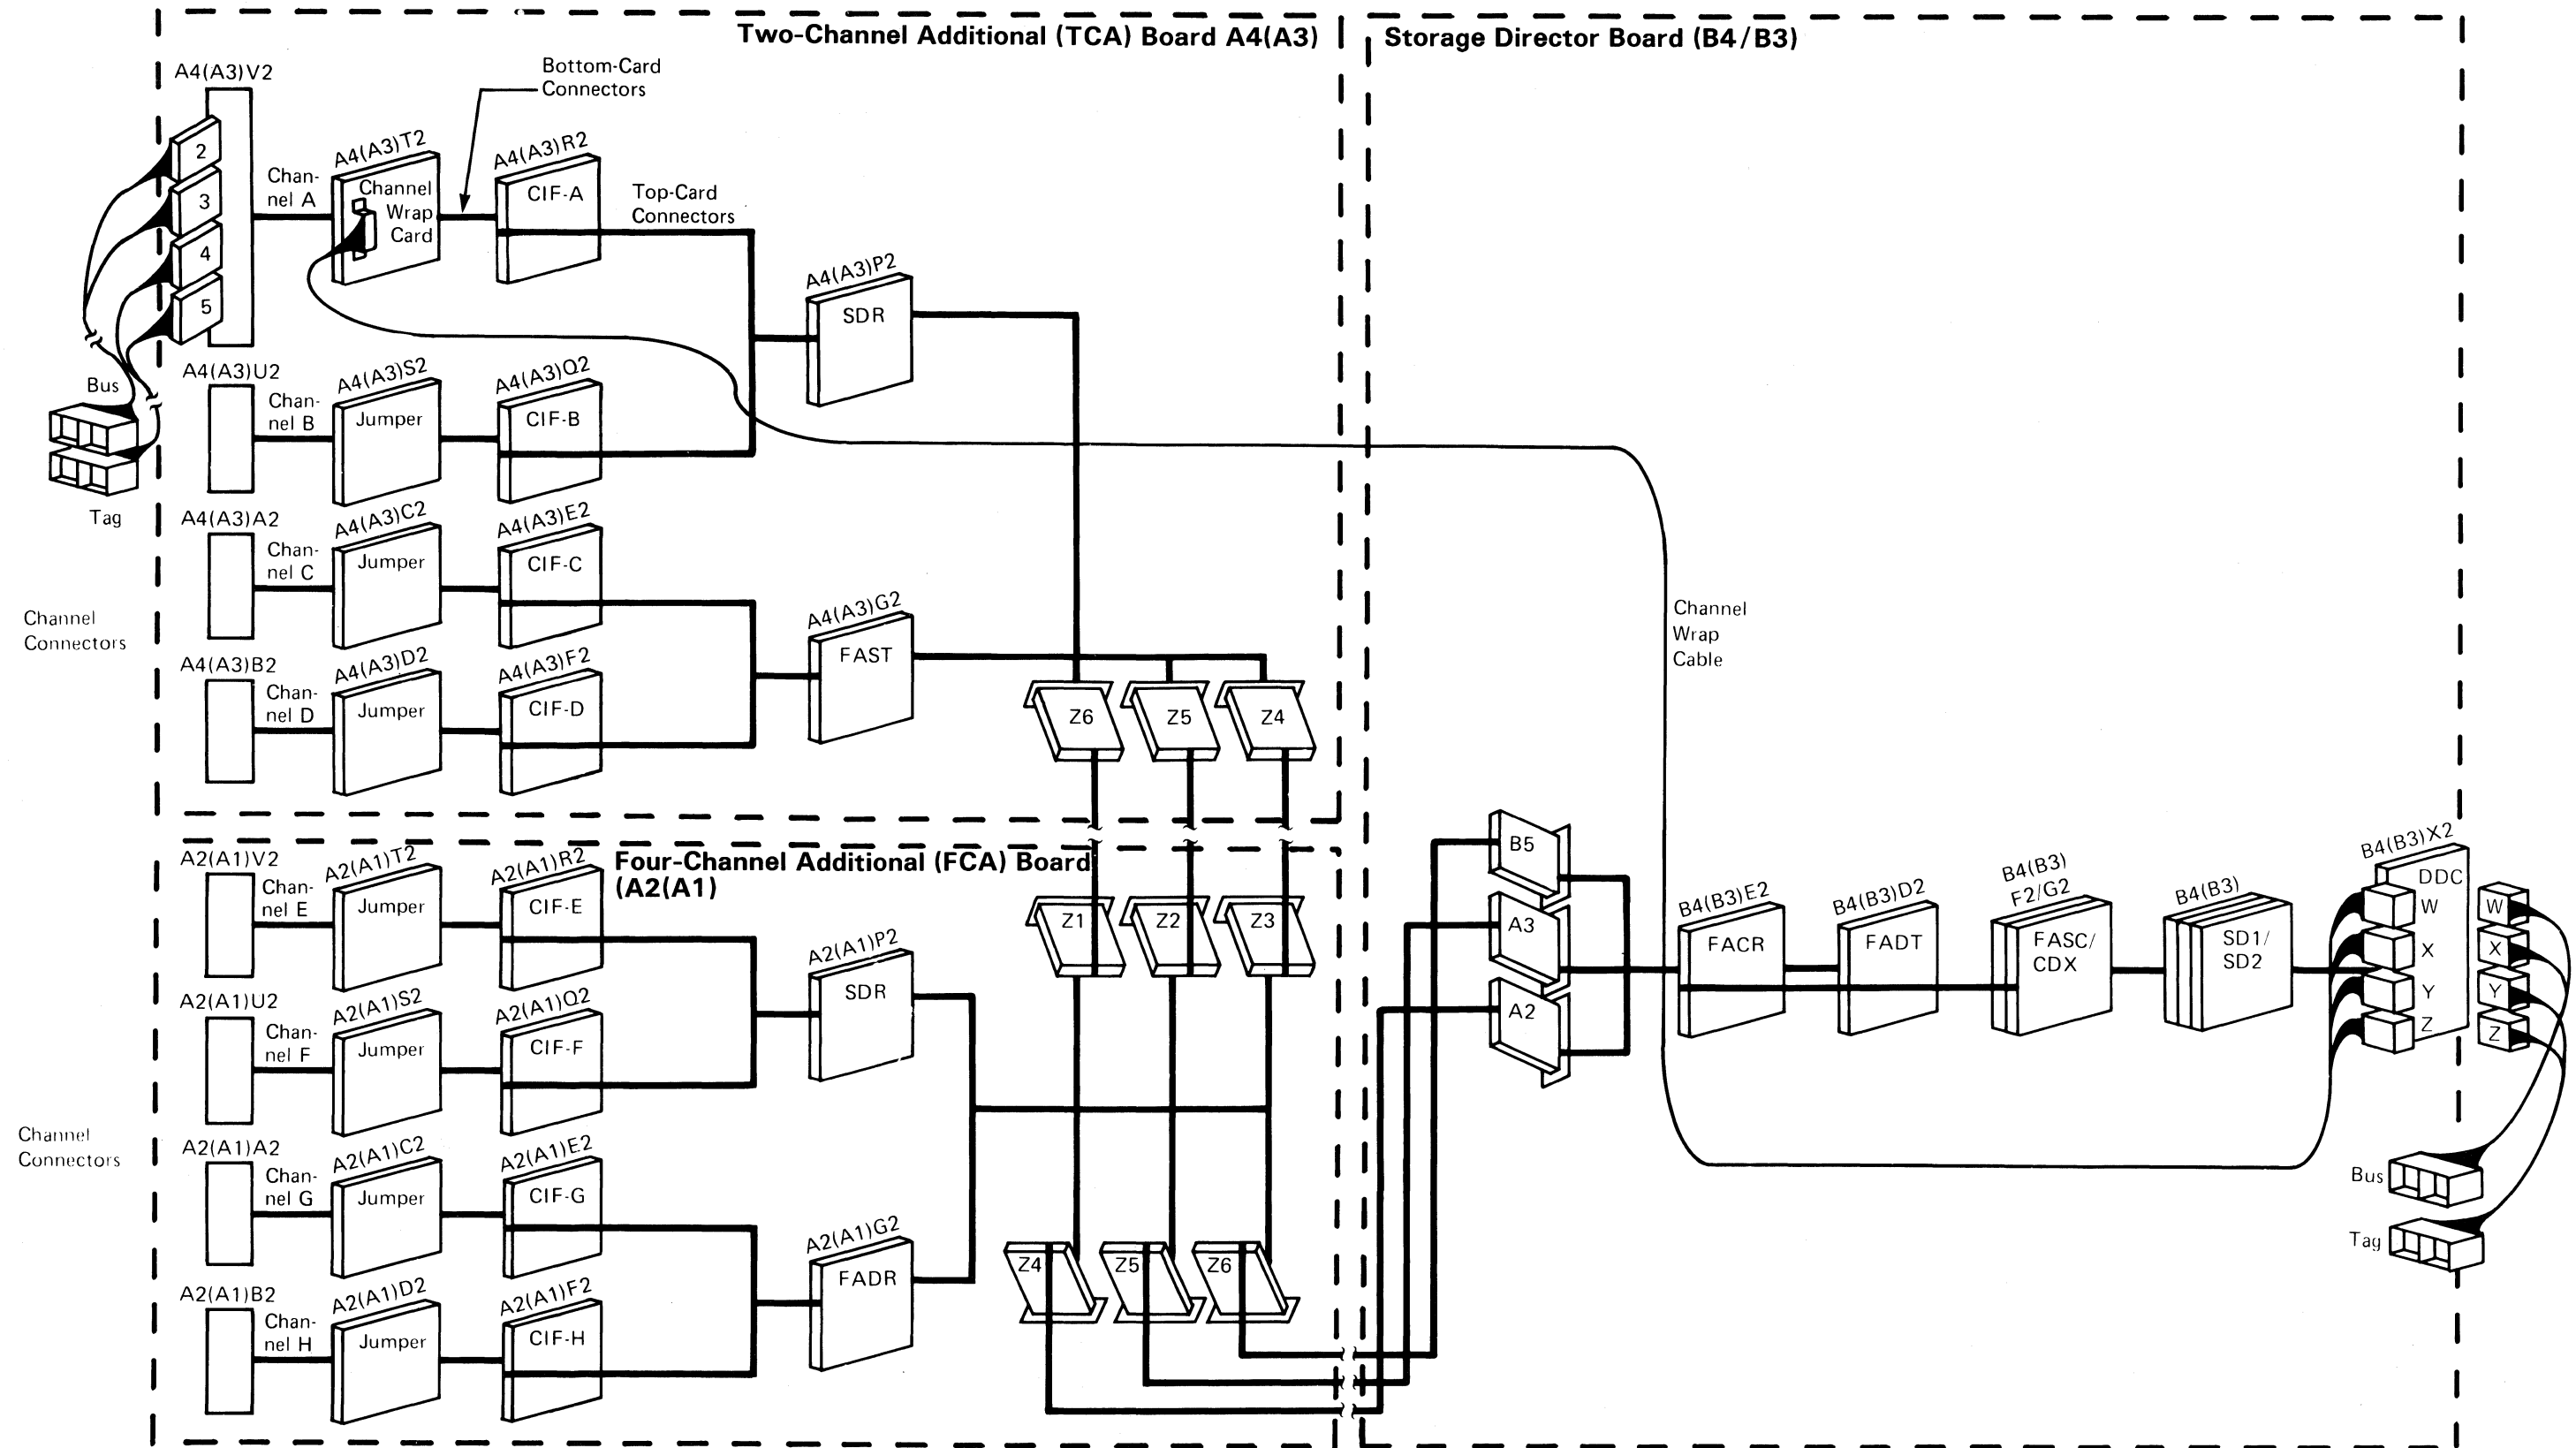 Two-Channel Additional (TCA) Board A4(A3)
Storage Director Board (B4/B3)
A4(A3)V2
2
3
4
5
Chan-
nel A
A4(A3)T2
Channel
Wrap
Card
Bottom-Card
Connectors
A4(A3)R2
CIF-A
Top-Card
Connectors
A4(A3)P2
SDR
Bus
Tag
A4(A3)U2
Chan-
nel B
A4(A3)S2
Jumper
A4(A3)Q2
CIF-B
A4(A3)A2
Chan-
nel C
A4(A3)C2
Jumper
A4(A3)E2
CIF-C
Channel
Connectors
A4(A3)B2
Chan-
nel D
A4(A3)D2
Jumper
A4(A3)F2
CIF-D
A4(A3)G2
FAST
Z6
Z5
Z4
Channel
Wrap
Cable
Four-Channel Additional (FCA) Board
(A2(A1)
A2(A1)V2
Chan-
nel E
A2(A1)T2
Jumper
A2(A1)R2
CIF-E
A2(A1)P2
SDR
Z1
Z2
Z3
A2(A1)U2
Chan-
nel F
A2(A1)S2
Jumper
A2(A1)Q2
CIF-F
Channel
Connectors
A2(A1)A2
Chan-
nel G
A2(A1)C2
Jumper
A2(A1)E2
CIF-G
A2(A1)G2
FADR
A2(A1)B2
Chan-
nel H
A2(A1)D2
Jumper
A2(A1)F2
CIF-H
Z4
Z5
Z6
B5
A3
A2
B4(B3)E2
FACR
B4(B3)D2
FADT
B4(B3)
F2/G2
FASC/
CDX
B4(B3)
SD1/
SD2
B4(B3)X2
DDC
W
X
Y
Z
W
X
Y
Z
Bus
Tag